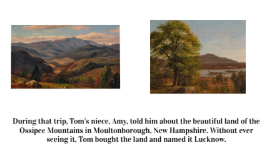 During that trip, Tom's niece, Amy, told him about the beautiful land of the
Ossipee Mountains in Moultonborough, New Hampshire. Without ever
seeing it, Tom bought the land and named it Lucknow.